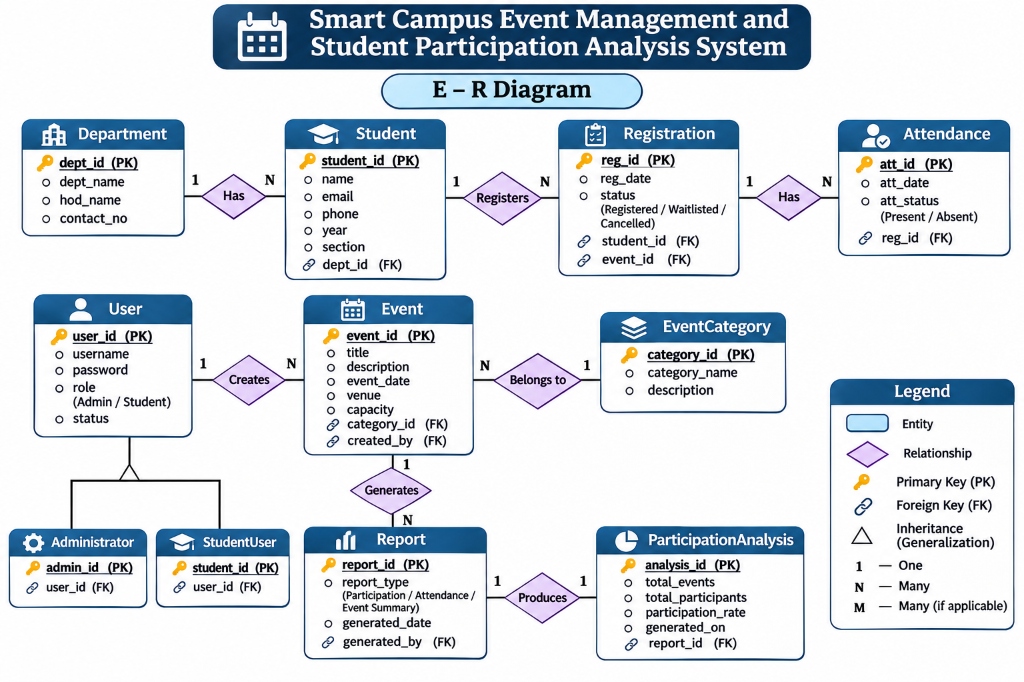 Smart Campus Event Management and
Student Participation Analysis System
E – R Diagram
Department
dept_id (PK)
dept_name
hod_name
contact_no
1
Has
N
Student
student_id (PK)
name
email
phone
year
section
dept_id (FK)
1
Registers
N
Registration
reg_id (PK)
reg_date
status
(Registered / Waitlisted /
Cancelled)
student_id (FK)
event_id (FK)
1
Has
N
Attendance
att_id (PK)
att_date
att_status
(Present / Absent)
reg_id (FK)
User
user_id (PK)
username
password
role
(Admin / Student)
status
1
Creates
N
Event
event_id (PK)
title
description
event_date
venue
capacity
category_id (FK)
created_by (FK)
N
Belongs to
1
EventCategory
category_id (PK)
category_name
description
1
Generates
N
Administrator
admin_id (PK)
user_id (FK)
StudentUser
student_id (PK)
user_id (FK)
Report
report_id (PK)
report_type
(Participation / Attendance /
Event Summary)
generated_date
generated_by (FK)
1
Produces
1
ParticipationAnalysis
analysis_id (PK)
total_events
total_participants
participation_rate
generated_on
report_id (FK)
Legend
Entity
Relationship
Primary Key (PK)
Foreign Key (FK)
Inheritance
(Generalization)
1 — One
N — Many
M — Many (if applicable)